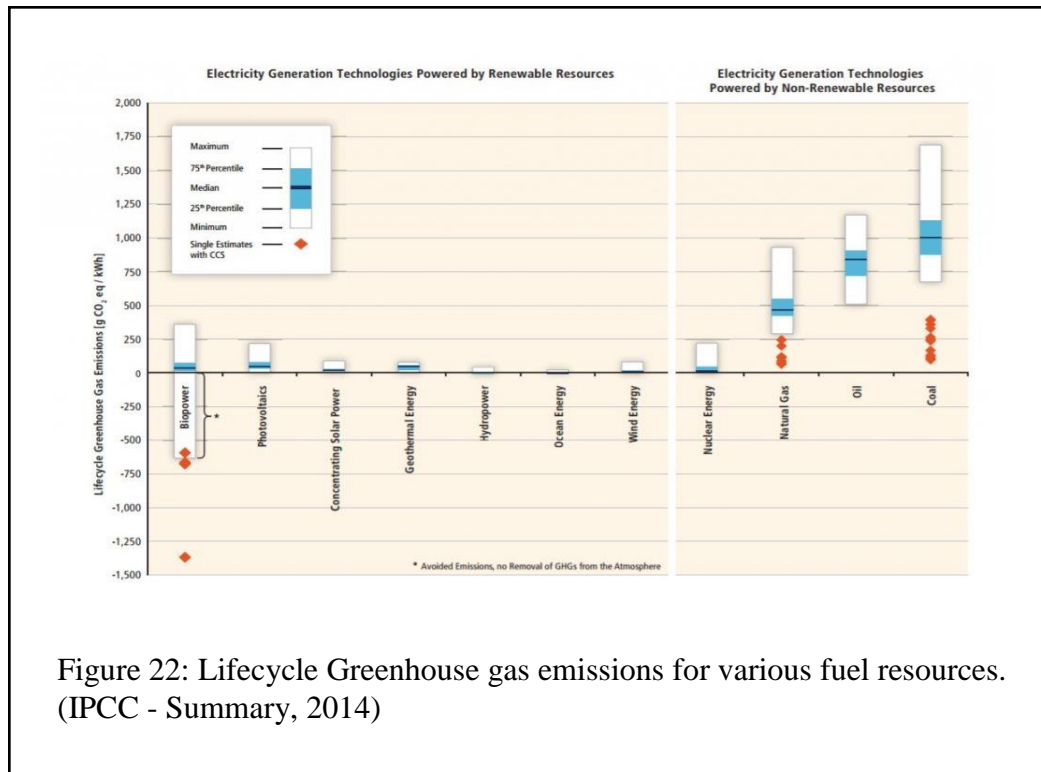 Electricity Generation Technologies Powered by Renewable Resources
Electricity Generation Technologies
Powered by Non-Renewable Resources
Lifecycle Greenhouse Gas Emissions [g CO₂ eq / kWh]
2,000
1,750
1,500
1,250
1,000
750
500
250
0
-250
-500
-750
-1,000
-1,250
-1,500
Maximum
75th Percentile
Median
25th Percentile
Minimum
Single Estimates
with CCS
*
Biopower
Photovoltaics
Concentrating Solar Power
Geothermal Energy
Hydropower
Ocean Energy
Wind Energy
Nuclear Energy
Natural Gas
Oil
Coal
* Avoided Emissions, no Removal of GHGs from the Atmosphere
Figure 22: Lifecycle Greenhouse gas emissions for various fuel resources.
(IPCC - Summary, 2014)